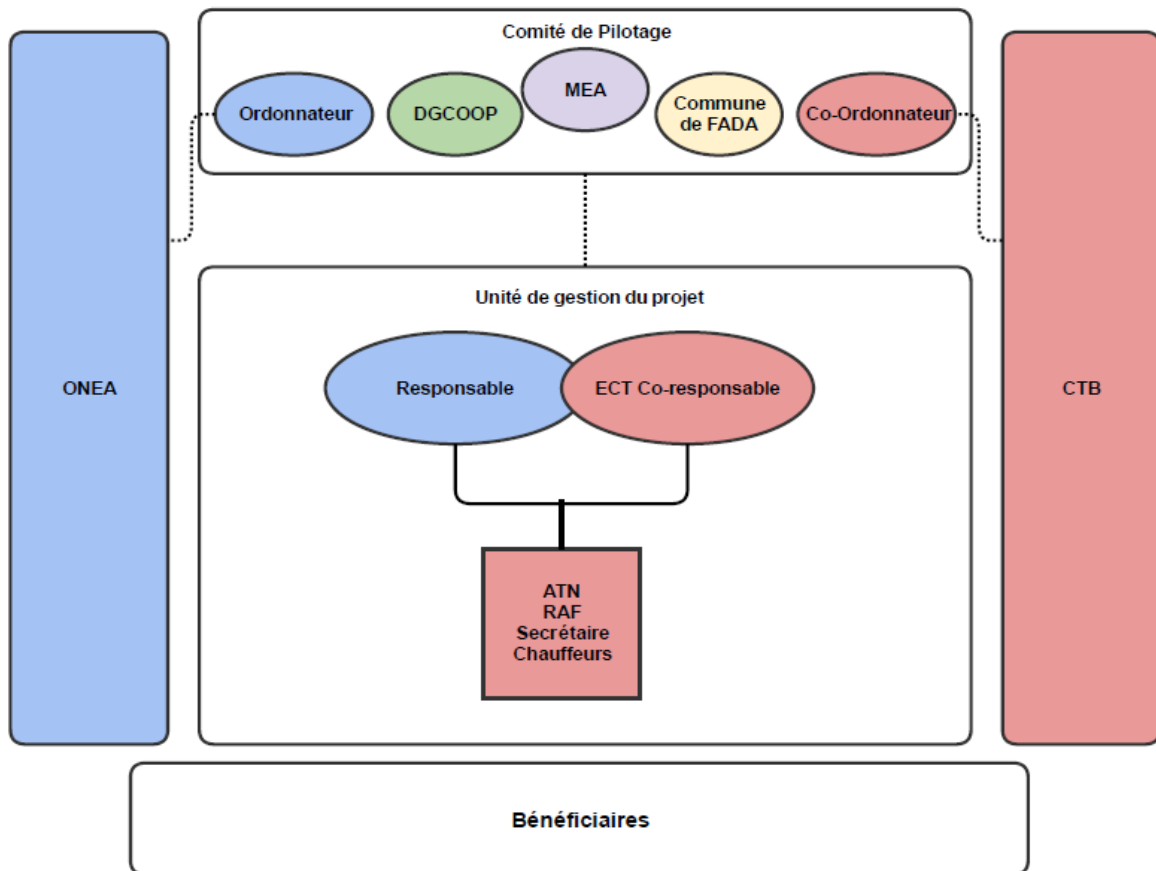 Comité de Pilotage
MEA
Ordonnateur
DGCOOP
Commune
de FADA
Co-Ordonnateur
Unité de gestion du projet
ONEA
Responsable
ECT Co-responsable
CTB
ATN
RAF
Secrétaire
Chauffeurs
Bénéficiaires